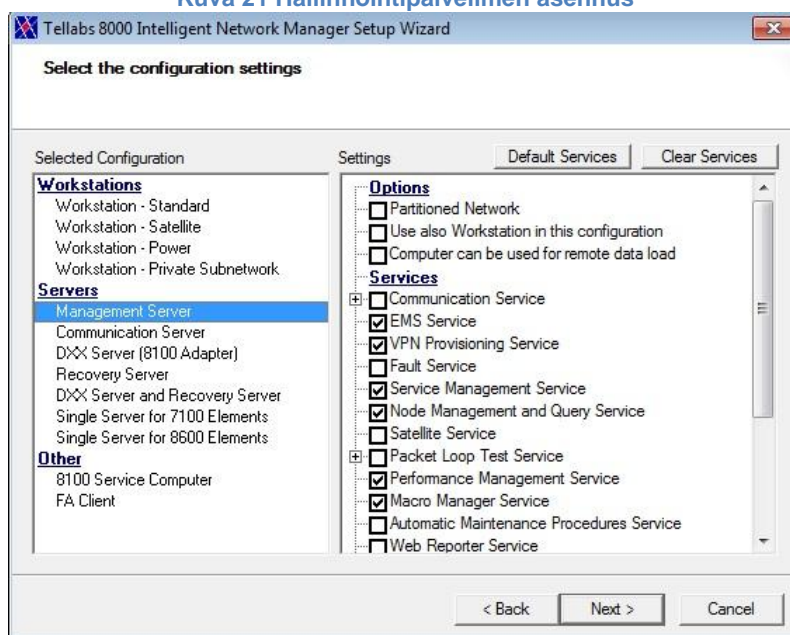 Kuva 21 Hallinnointipalvelimen asennus
Tellabs 8000 Intelligent Network Manager Setup Wizard
Select the configuration settings
Selected Configuration
Workstations
Workstation - Standard
Workstation - Satellite
Workstation - Power
Workstation - Private Subnetwork
Servers
Management Server
Communication Server
DXX Server (8100 Adapter)
Recovery Server
DXX Server and Recovery Server
Single Server for 7100 Elements
Single Server for 8600 Elements
Other
8100 Service Computer
FA Client
Settings
Default Services
Clear Services
Options
Partitioned Network
Use also Workstation in this configuration
Computer can be used for remote data load
Services
Communication Service
EMS Service
VPN Provisioning Service
Fault Service
Service Management Service
Node Management and Query Service
Satellite Service
Packet Loop Test Service
Performance Management Service
Macro Manager Service
Automatic Maintenance Procedures Service
Web Reporter Service
< Back
Next >
Cancel